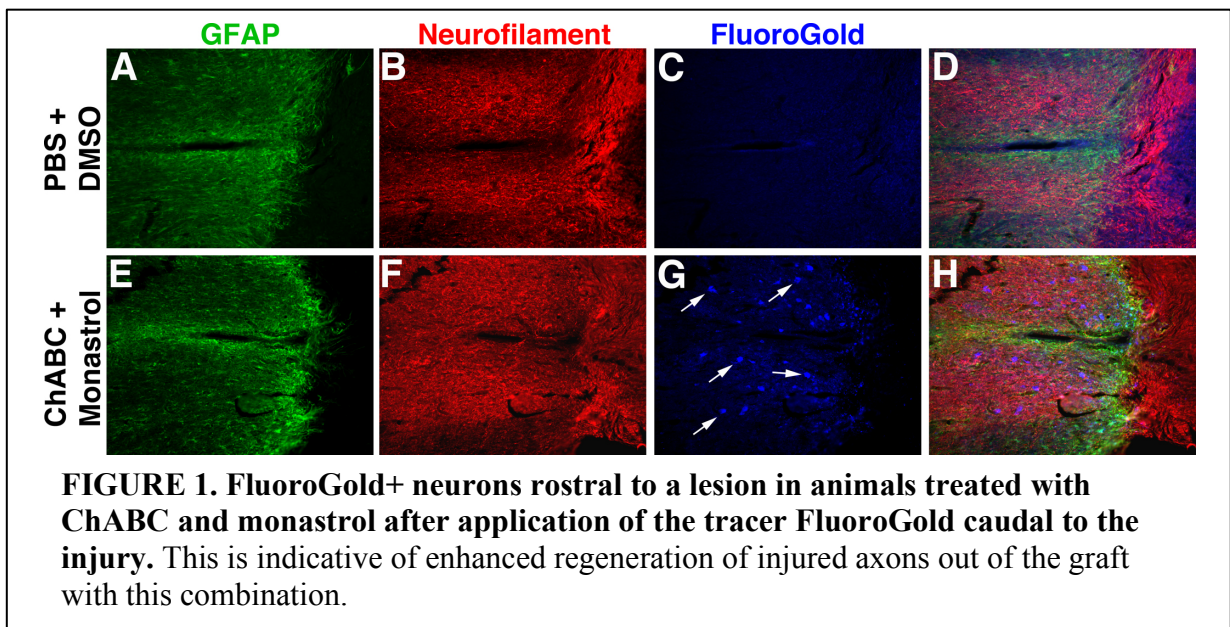 GFAP Neurofilament FluoroGold
PBS + DMSO
A B C D
ChABC + Monastrol
E F G H
FIGURE 1. FluoroGold+ neurons rostral to a lesion in animals treated with
ChABC and monastrol after application of the tracer FluoroGold caudal to the
injury. This is indicative of enhanced regeneration of injured axons out of the graft
with this combination.